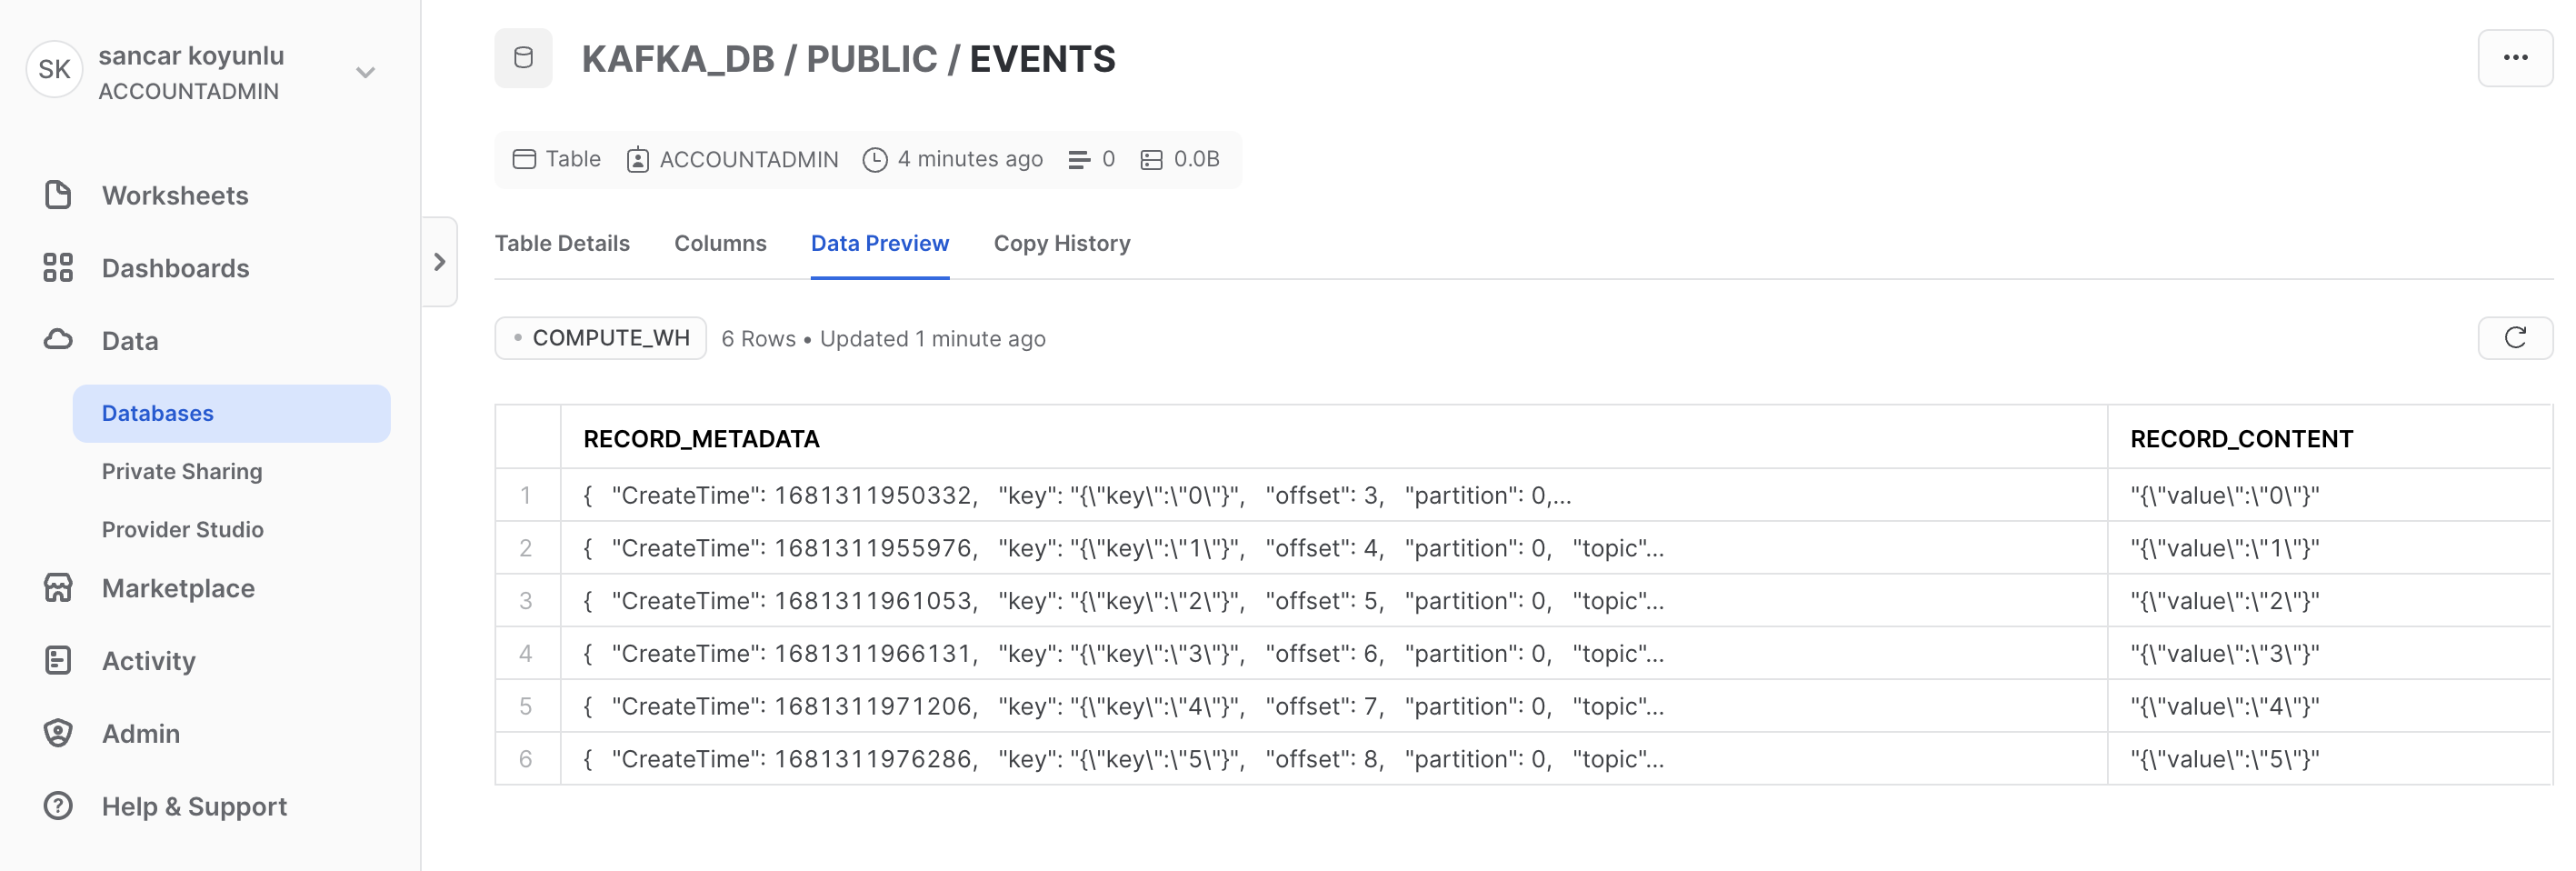 SK
sancar koyunlu
ACCOUNTADMIN
Worksheets
Dashboards
Data
Databases
Private Sharing
Provider Studio
Marketplace
Activity
Admin
Help & Support
KAFKA_DB / PUBLIC / EVENTS
Table ACCOUNTADMIN 4 minutes ago 0 0.0B
Table Details Columns Data Preview Copy History
COMPUTE_WH 6 Rows • Updated 1 minute ago
RECORD_METADATA RECORD_CONTENT
1 { "CreateTime": 1681311950332, "key": "{\"key\":\"0\"}", "offset": 3, "partition": 0,... "{\"value\":\"0\"}"
2 { "CreateTime": 1681311955976, "key": "{\"key\":\"1\"}", "offset": 4, "partition": 0, "topic"... "{\"value\":\"1\"}"
3 { "CreateTime": 1681311961053, "key": "{\"key\":\"2\"}", "offset": 5, "partition": 0, "topic"... "{\"value\":\"2\"}"
4 { "CreateTime": 1681311966131, "key": "{\"key\":\"3\"}", "offset": 6, "partition": 0, "topic"... "{\"value\":\"3\"}"
5 { "CreateTime": 1681311971206, "key": "{\"key\":\"4\"}", "offset": 7, "partition": 0, "topic"... "{\"value\":\"4\"}"
6 { "CreateTime": 1681311976286, "key": "{\"key\":\"5\"}", "offset": 8, "partition": 0, "topic"... "{\"value\":\"5\"}"